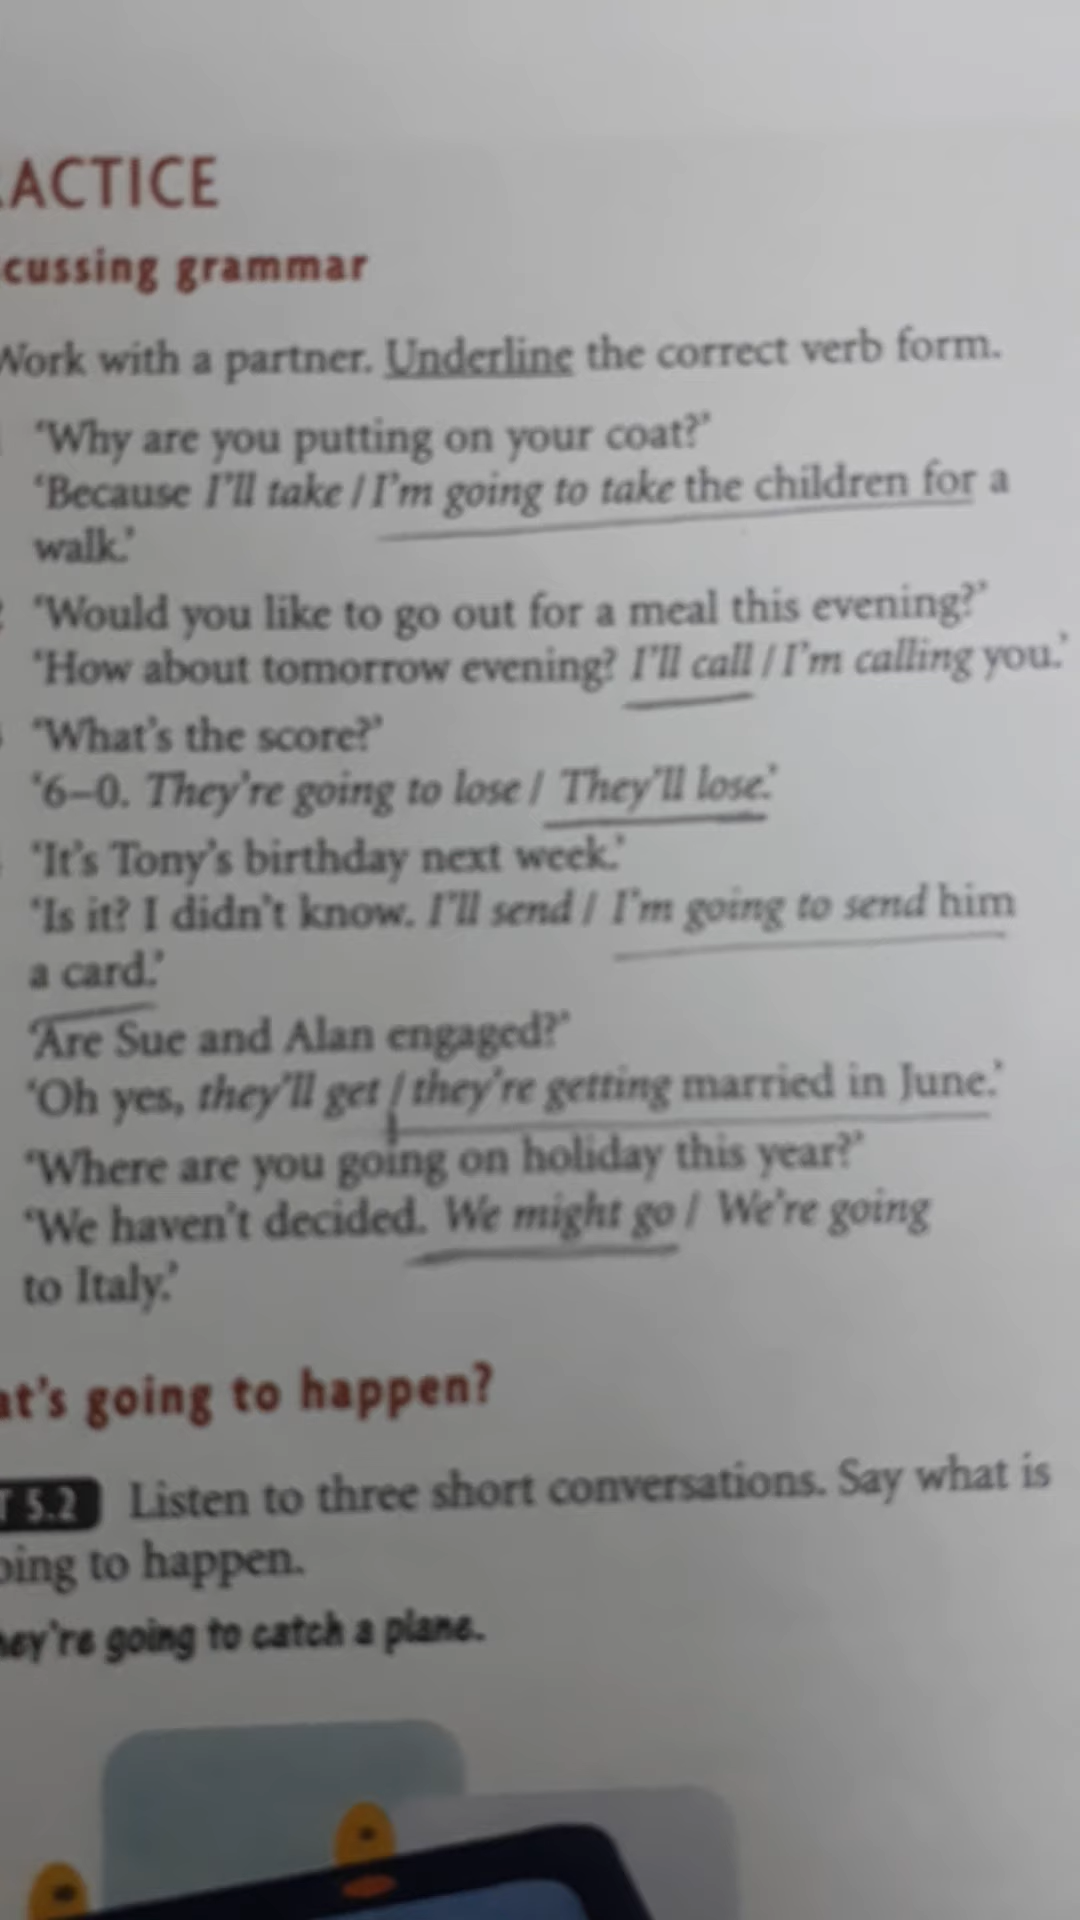 RACTICE
cussing grammar
Work with a partner. Underline the correct verb form.
‘Why are you putting on your coat?’
‘Because I’ll take / I’m going to take the children for a
walk.’
2 ‘Would you like to go out for a meal this evening?’
‘How about tomorrow evening? I’ll call / I’m calling you.’
‘What’s the score?’
‘6–0. They’re going to lose / They’ll lose.’
‘It’s Tony’s birthday next week.’
‘Is it? I didn’t know. I’ll send / I’m going to send him
a card.’
‘Are Sue and Alan engaged?’
‘Oh yes, they’ll get / they’re getting married in June.’
‘Where are you going on holiday this year?’
‘We haven’t decided. We might go / We’re going
to Italy.’
at’s going to happen?
T 5.2 Listen to three short conversations. Say what is
oing to happen.
hey’re going to catch a plane.